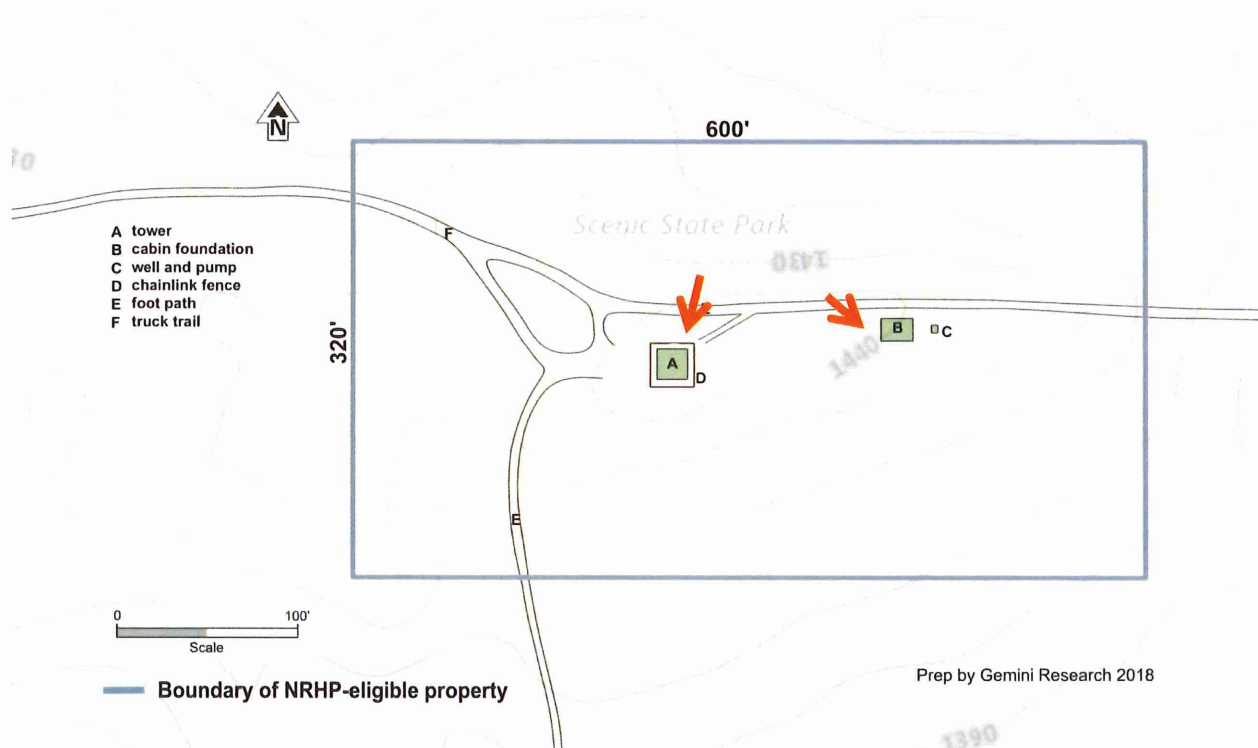 600'
N
A tower
B cabin foundation
C well and pump
D chainlink fence
E foot path
F truck trail
F
Scenic State Park
1430
320'
B
C
1440
A
D
E
0 100'
Scale
Boundary of NRHP-eligible property
Prep by Gemini Research 2018
1390